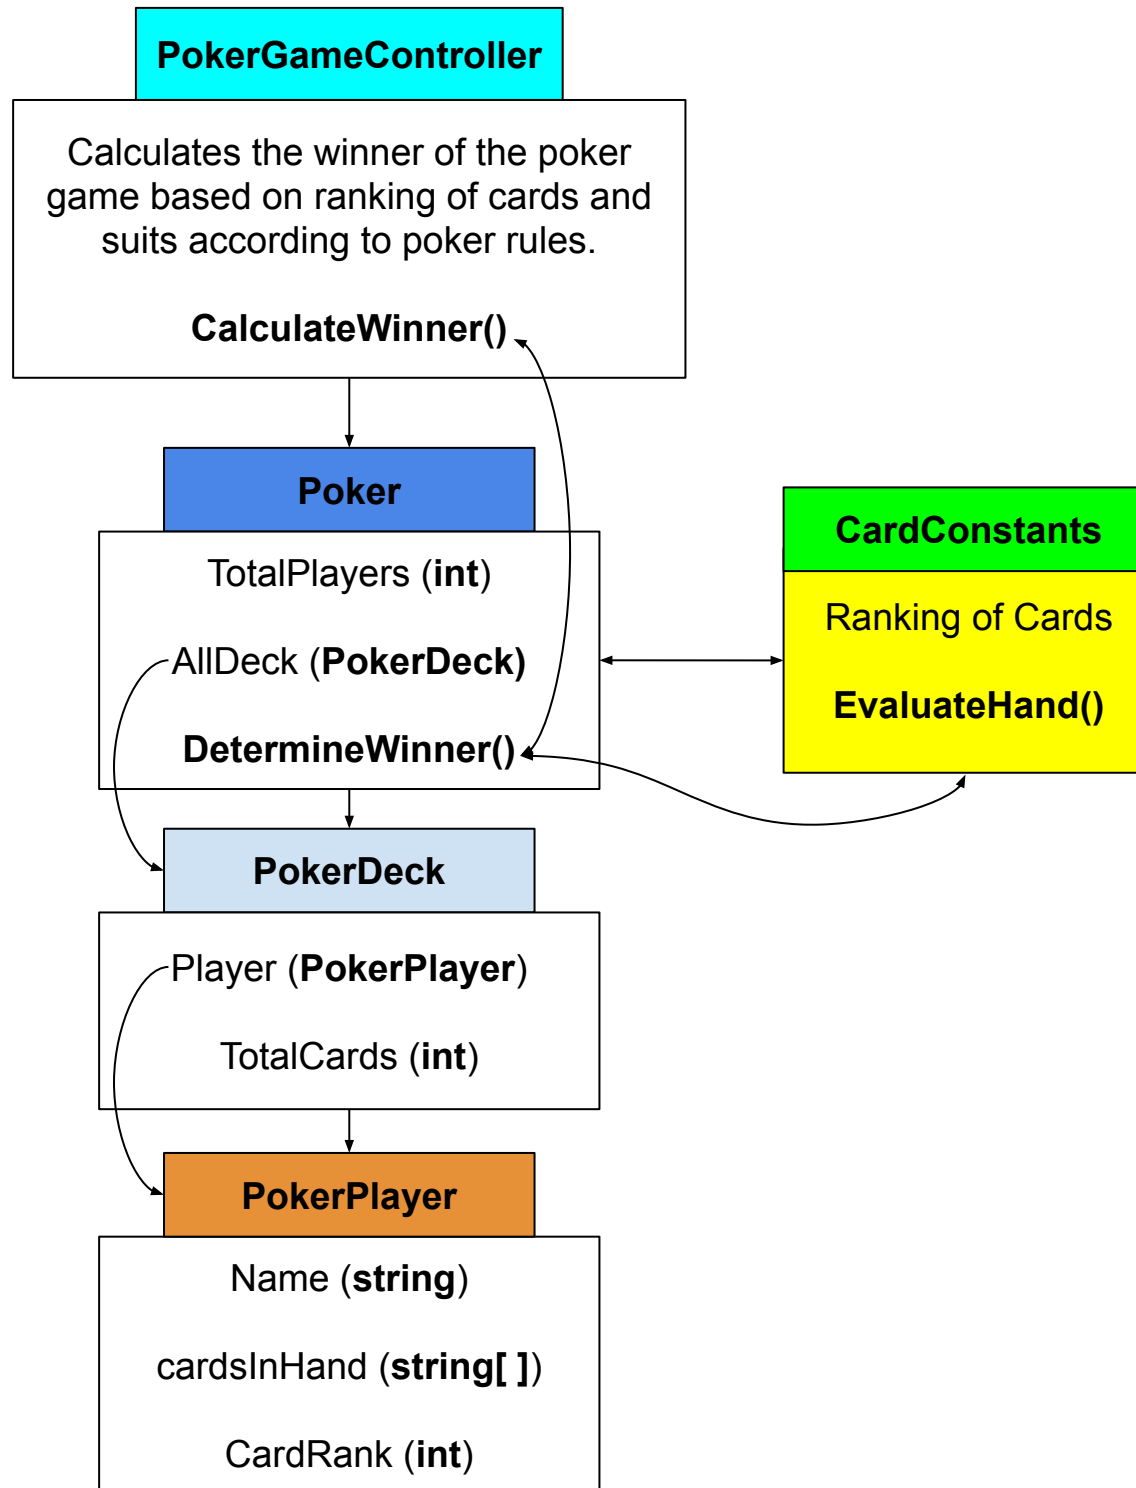 PokerGameController
Calculates the winner of the poker
game based on ranking of cards and
suits according to poker rules.
CalculateWinner()
Poker
TotalPlayers (int)
AllDeck (PokerDeck)
DetermineWinner()
CardConstants
Ranking of Cards
EvaluateHand()
PokerDeck
Player (PokerPlayer)
TotalCards (int)
PokerPlayer
Name (string)
cardsInHand (string[ ])
CardRank (int)